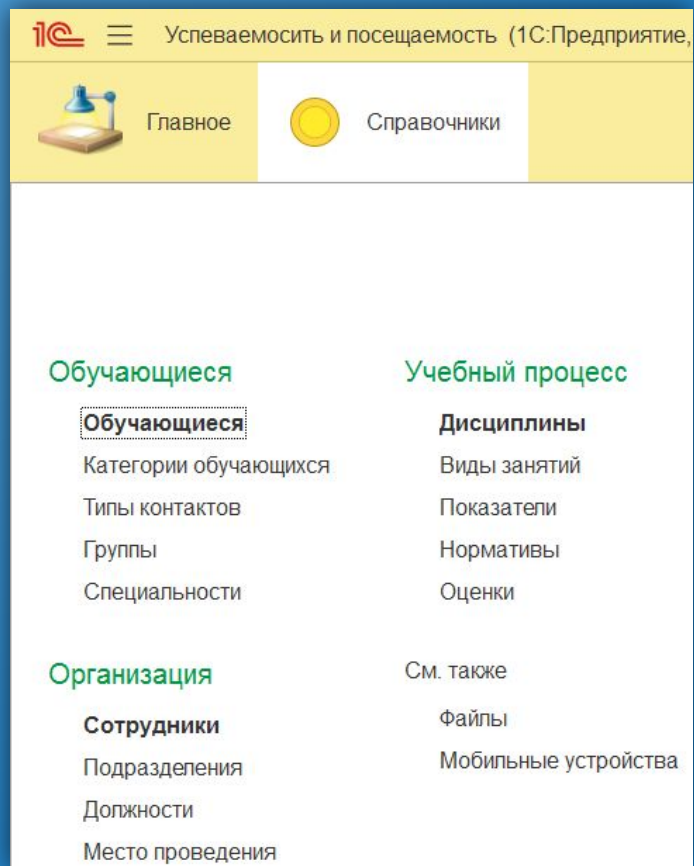 1С Успеваемосить и посещаемость (1С:Предприятие,
Главное Справочники
Обучающиеся
Обучающиеся
Категории обучающихся
Типы контактов
Группы
Специальности
Учебный процесс
Дисциплины
Виды занятий
Показатели
Нормативы
Оценки
Организация
Сотрудники
Подразделения
Должности
Место проведения
См. также
Файлы
Мобильные устройства